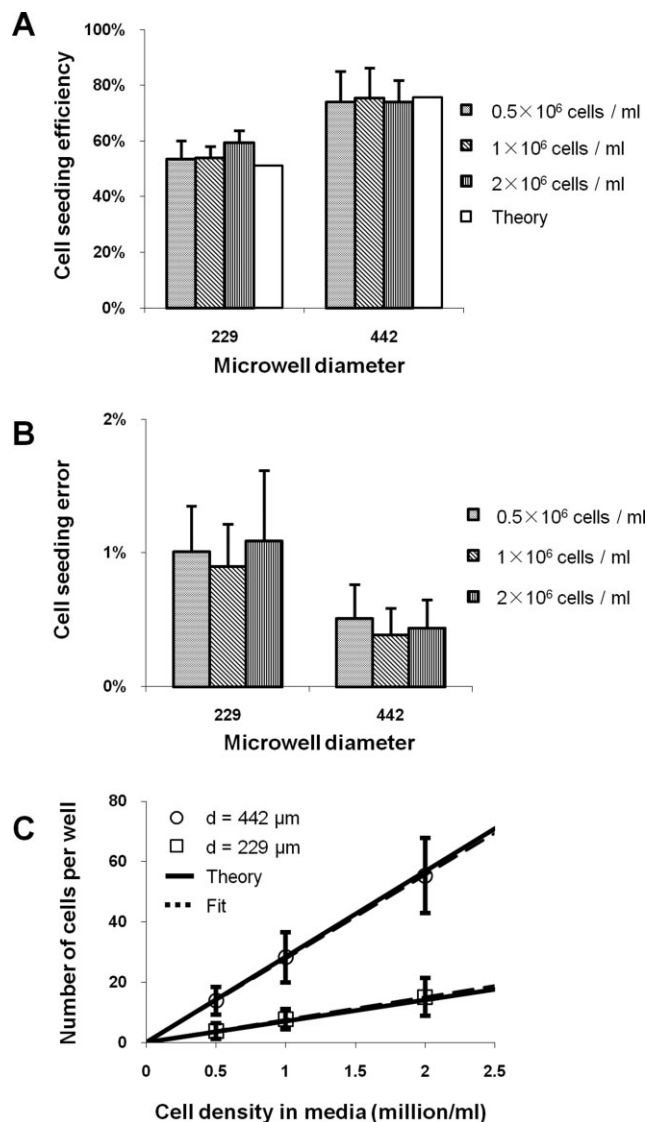 A
Cell seeding efficiency
100%
80%
60%
40%
20%
0%
229
442
Microwell diameter
0.5×10⁶ cells / ml
1×10⁶ cells / ml
2×10⁶ cells / ml
Theory
B
Cell seeding error
2%
1%
0%
229
442
Microwell diameter
0.5×10⁶ cells / ml
1×10⁶ cells / ml
2×10⁶ cells / ml
C
Number of cells per well
80
60
40
20
0
d = 442 μm
d = 229 μm
Theory
Fit
0
0.5
1
1.5
2
2.5
Cell density in media (million/ml)